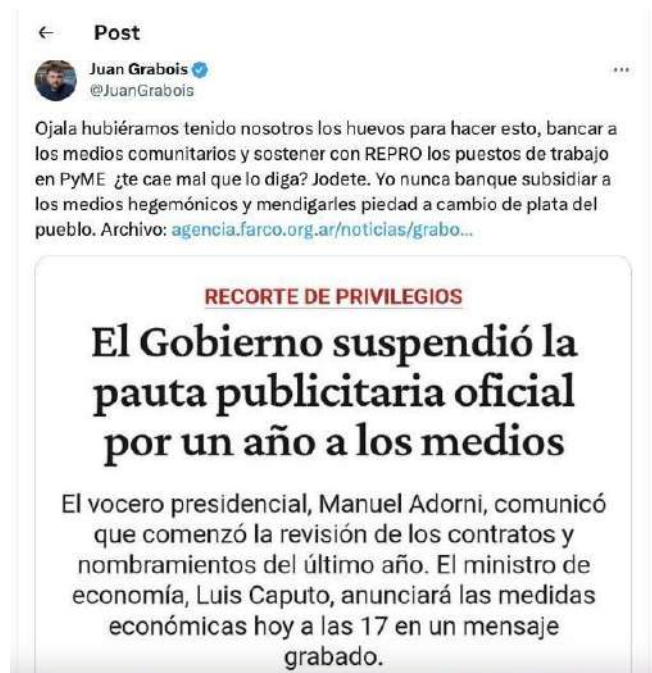 Post
Juan Grabois
@JuanGrabois
Ojala hubiéramos tenido nosotros los huevos para hacer esto, bancar a
los medios comunitarios y sostener con REPRO los puestos de trabajo
en PyME ¿te cae mal que lo diga? Jodete. Yo nunca banque subsidiar a
los medios hegemónicos y mendigarles piedad a cambio de plata del
pueblo. Archivo: agencia.farco.org.ar/noticias/grabo...
RECORTE DE PRIVILEGIOS
El Gobierno suspendió la
pauta publicitaria oficial
por un año a los medios
El vocero presidencial, Manuel Adorni, comunicó
que comenzó la revisión de los contratos y
nombramientos del último año. El ministro de
economía, Luis Caputo, anunciará las medidas
económicas hoy a las 17 en un mensaje
grabado.